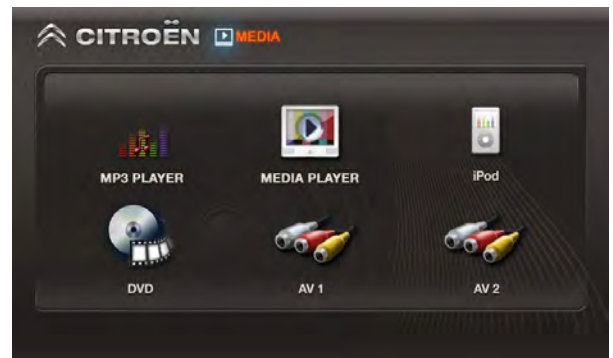 CITROËN MEDIA
MP3 PLAYER MEDIA PLAYER iPod
DVD AV 1 AV 2